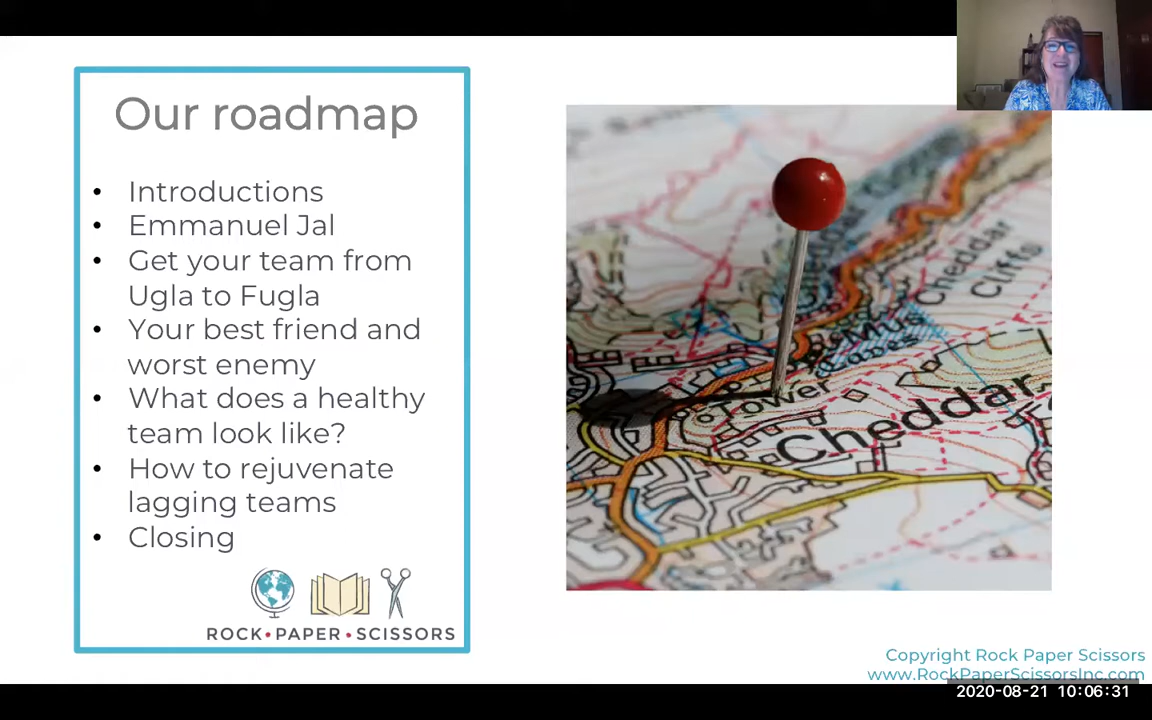 Our roadmap
• Introductions
• Emmanuel Jal
• Get your team from
Ugla to Fugla
• Your best friend and
worst enemy
• What does a healthy
team look like?
• How to rejuvenate
lagging teams
• Closing
ROCK•PAPER•SCISSORS
Cheddar
Cliffs
Tower
Cheddar
Copyright Rock Paper Scissors
www.RockPaperScissorsInc.com
2020-08-21 10:06:31